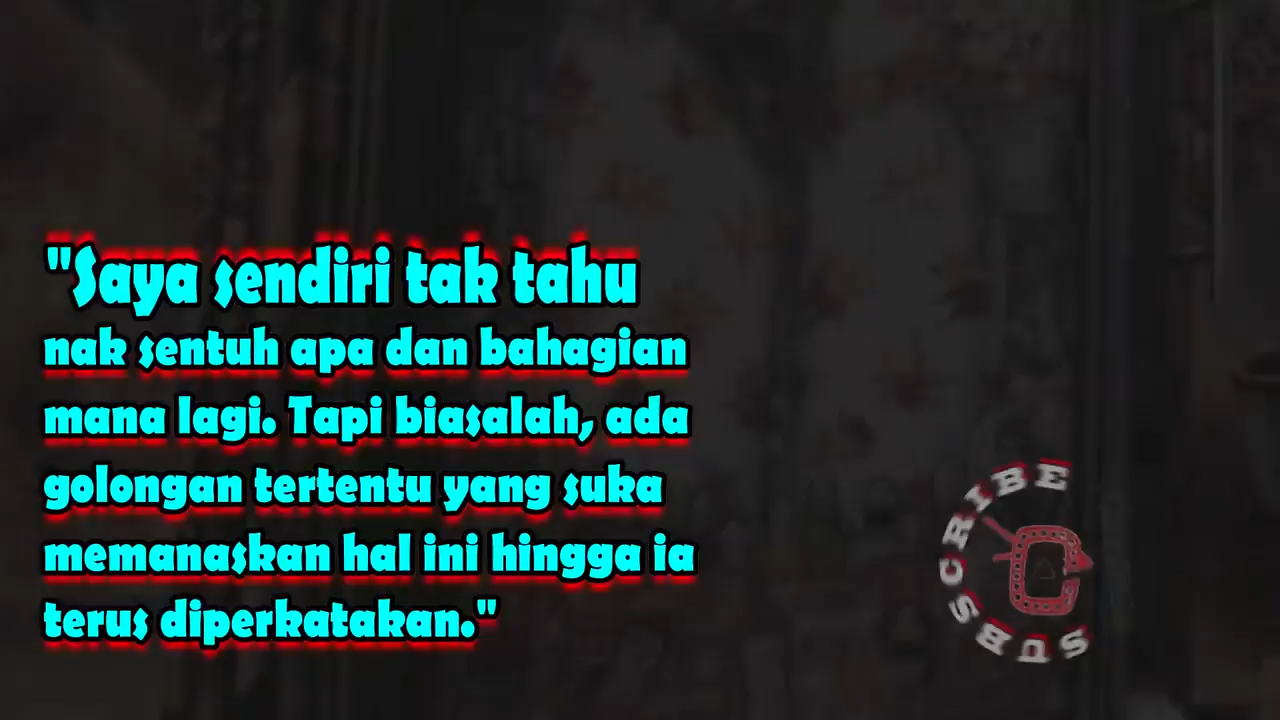 "Saya sendiri tak tahu
nak sentuh apa dan bahagian
mana lagi. Tapi biasalah, ada
golongan tertentu yang suka
memanaskan hal ini hingga ia
terus diperkatakan."
SUBSCRIBE